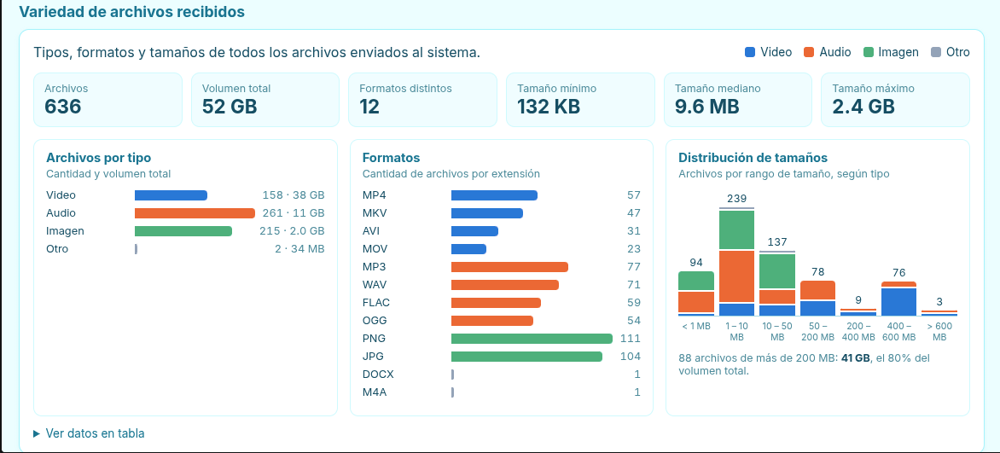 Variedad de archivos recibidos
Tipos, formatos y tamaños de todos los archivos enviados al sistema.
Video Audio Imagen Otro
Archivos
636
Volumen total
52 GB
Formatos distintos
12
Tamaño mínimo
132 KB
Tamaño mediano
9.6 MB
Tamaño máximo
2.4 GB
Archivos por tipo
Cantidad y volumen total
Video 158 · 38 GB
Audio 261 · 11 GB
Imagen 215 · 2.0 GB
Otro 2 · 34 MB
Formatos
Cantidad de archivos por extensión
MP4 57
MKV 47
AVI 31
MOV 23
MP3 77
WAV 71
FLAC 59
OGG 54
PNG 111
JPG 104
DOCX 1
M4A 1
Distribución de tamaños
Archivos por rango de tamaño, según tipo
94 239 137 78 9 76 3
< 1 MB
1 – 10
MB
10 – 50
MB
50 –
200 MB
200 –
400 MB
400 –
600 MB
> 600
MB
88 archivos de más de 200 MB: 41 GB, el 80% del
volumen total.
Ver datos en tabla